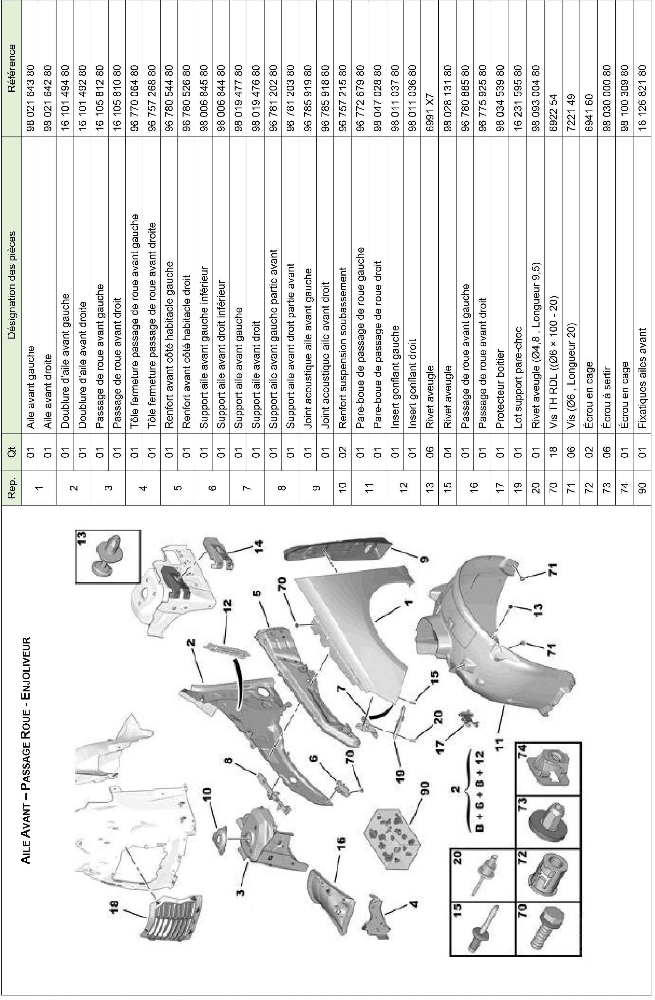 AILE AVANT – PASSAGE ROUE - ENJOLIVEUR
13
14
12
2
5
70
9
1
71
13
71
18
10
8
3
16
4
6
70
7
15
20
19
17
11
90
2
B + 6 + 8 + 12
15
20
70
72
73
74
Rep. Qt Désignation des pièces Référence
1 01 Aile avant gauche 98 021 643 80
01 Aile avant droite 98 021 642 80
2 01 Doublure d'aile avant gauche 16 101 494 80
01 Doublure d'aile avant droite 16 101 492 80
3 01 Passage de roue avant gauche 16 105 812 80
01 Passage de roue avant droit 16 105 810 80
4 01 Tôle fermeture passage de roue avant gauche 96 770 064 80
01 Tôle fermeture passage de roue avant droite 96 757 268 80
5 01 Renfort avant côté habitacle gauche 96 780 544 80
01 Renfort avant côté habitacle droit 96 780 526 80
6 01 Support aile avant gauche inférieur 98 006 845 80
01 Support aile avant droit inférieur 98 006 844 80
7 01 Support aile avant gauche 98 019 477 80
01 Support aile avant droit 98 019 476 80
8 01 Support aile avant gauche partie avant 96 781 202 80
01 Support aile avant droit partie avant 96 781 203 80
9 01 Joint acoustique aile avant gauche 96 785 919 80
01 Joint acoustique aile avant droit 96 785 918 80
10 02 Renfort suspension soubassement 96 757 215 80
11 01 Pare-boue de passage de roue gauche 96 772 679 80
01 Pare-boue de passage de roue droit 98 047 028 80
12 01 Insert gonflant gauche 98 011 037 80
01 Insert gonflant droit 98 011 036 80
13 06 Rivet aveugle 6991 X7
15 04 Rivet aveugle 98 028 131 80
16 01 Passage de roue avant gauche 96 780 885 80
01 Passage de roue avant droit 96 775 925 80
17 01 Protecteur boitier 98 034 539 80
19 01 Lot support pare-choc 16 231 595 80
20 01 Rivet aveugle (Ø4,8 , Longueur 9,5) 98 093 004 80
70 18 Vis TH RDL ((Ø6 × 100 - 20) 6922 54
71 06 Vis (Ø6 , Longueur 20) 7221 49
72 02 Écrou en cage 6941 60
73 06 Écrou à sertir 98 030 000 80
74 01 Écrou en cage 98 100 309 80
90 01 Fixatiques ailes avant 16 126 821 80